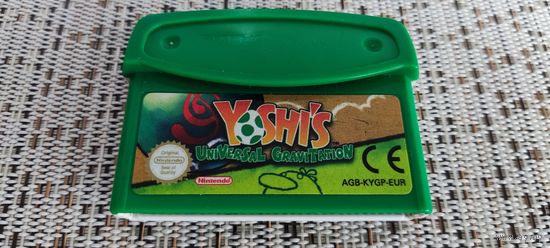 YOSHI'S
UNIVERSAL GRAVITATION
Original
Nintendo
Seal of
Quality
Nintendo
CE
AGB-KYGP-EUR